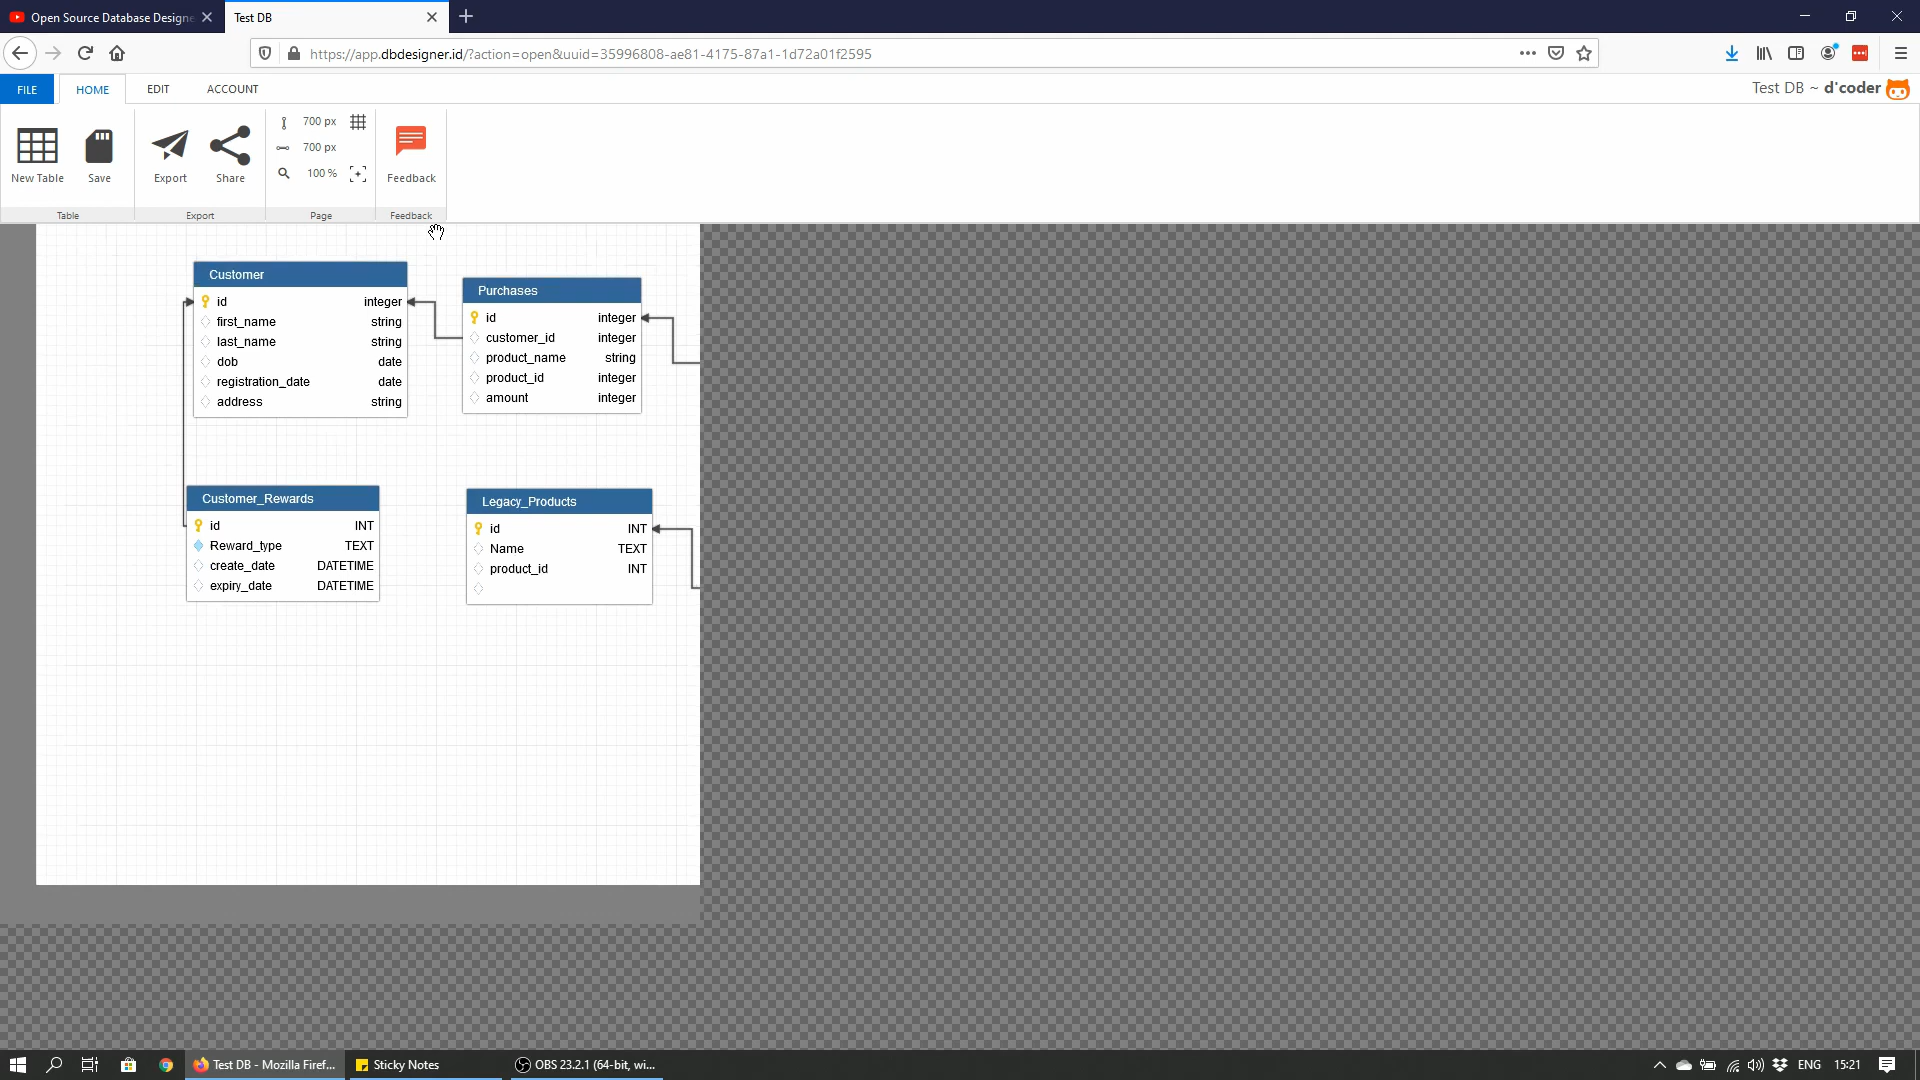 Open Source Database Designe
Test DB
https://app.dbdesigner.id/?action=open&uuid=35996808-ae81-4175-87a1-1d72a01f2595
FILE HOME EDIT ACCOUNT
Test DB ~ d'coder
700 px
700 px
100 %
New Table Save Export Share Feedback
Table Export Page Feedback
Customer
id integer
first_name string
last_name string
dob date
registration_date date
address string
Purchases
id integer
customer_id integer
product_name string
product_id integer
amount integer
Customer_Rewards
id INT
Reward_type TEXT
create_date DATETIME
expiry_date DATETIME
Legacy_Products
id INT
Name TEXT
product_id INT
Test DB - Mozilla Firef...
Sticky Notes
OBS 23.2.1 (64-bit, wi...
ENG
15:21